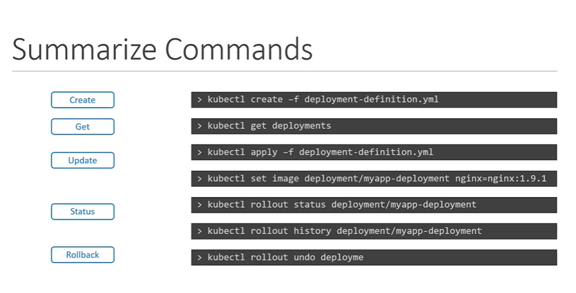 Summarize Commands
Create
> kubectl create –f deployment-definition.yml
Get
> kubectl get deployments
Update
> kubectl apply –f deployment-definition.yml
> kubectl set image deployment/myapp-deployment nginx=nginx:1.9.1
Status
> kubectl rollout status deployment/myapp-deployment
> kubectl rollout history deployment/myapp-deployment
Rollback
> kubectl rollout undo deployme